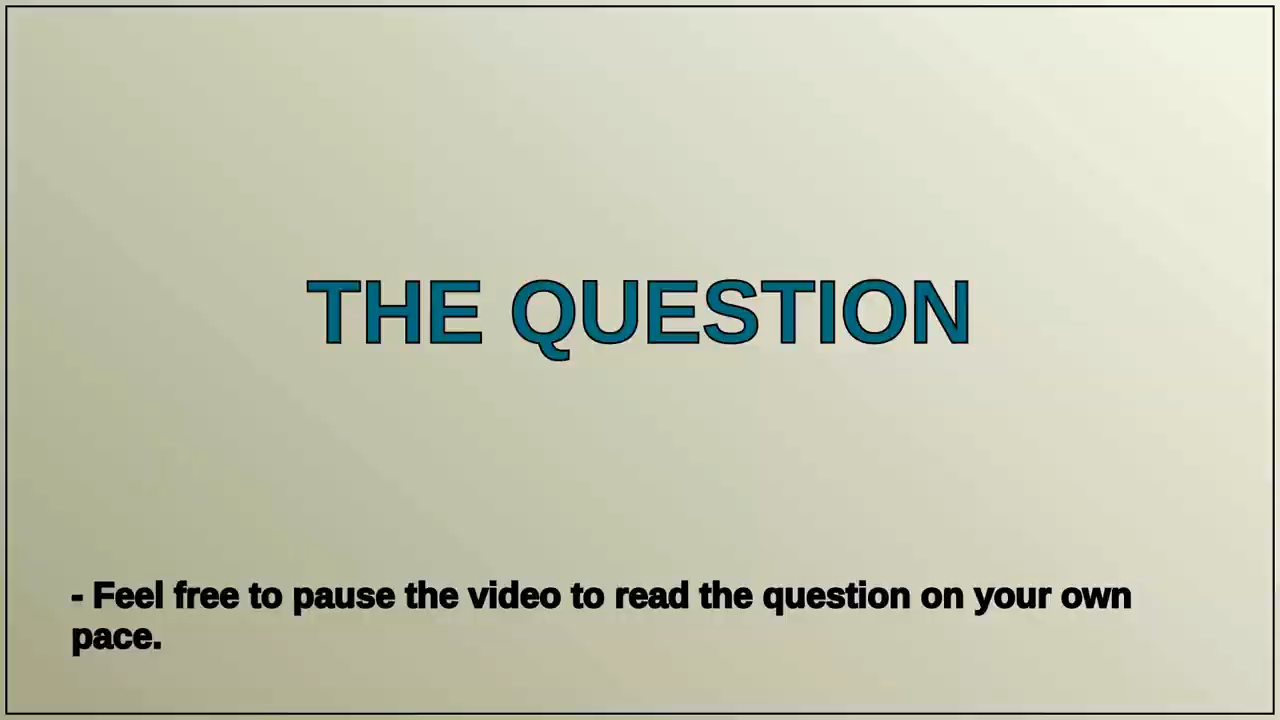 THE QUESTION
- Feel free to pause the video to read the question on your own
pace.